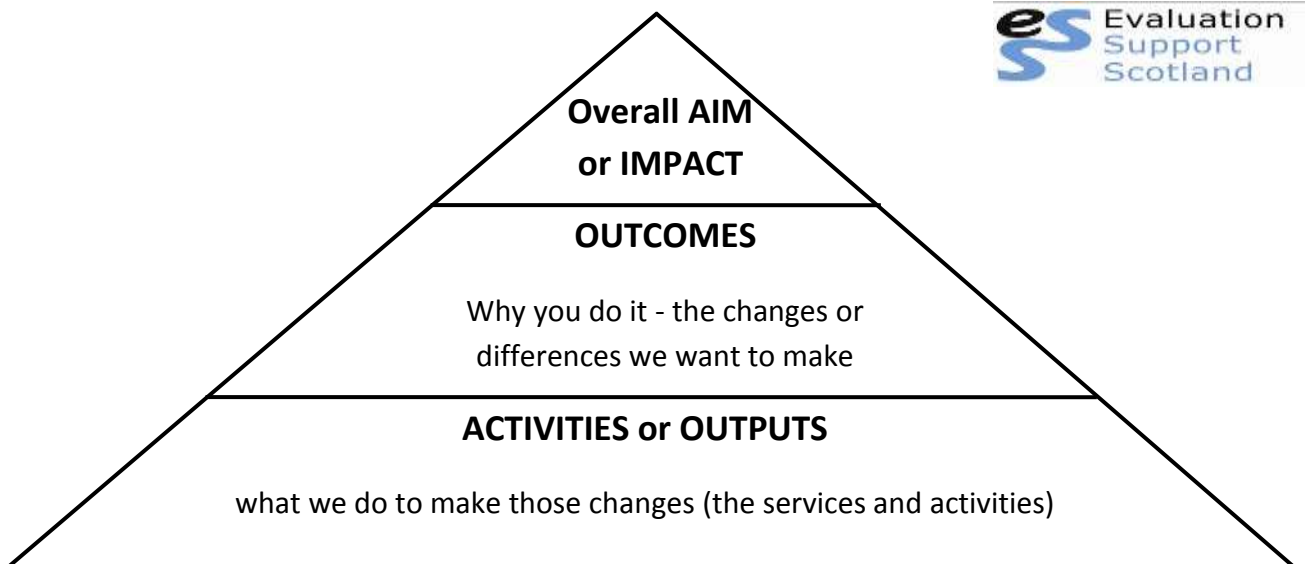 eSS Evaluation
Support
Scotland
Overall AIM
or IMPACT
OUTCOMES
Why you do it - the changes or
differences we want to make
ACTIVITIES or OUTPUTS
what we do to make those changes (the services and activities)